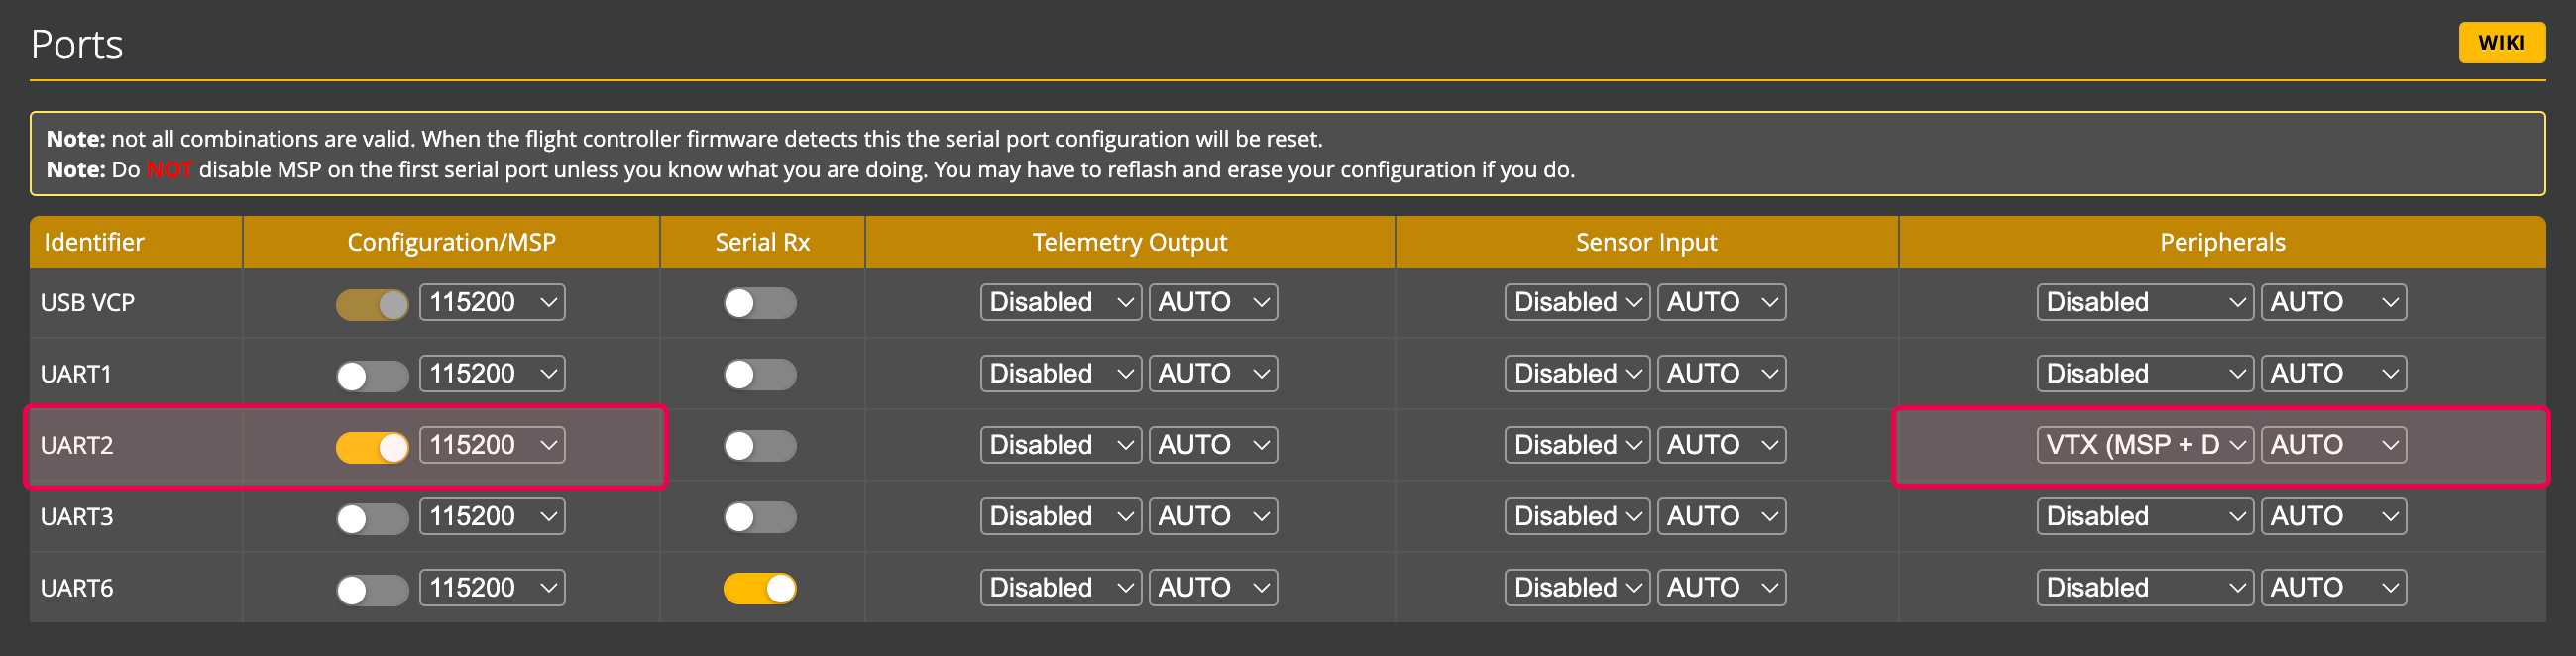 Ports
WIKI
Note: not all combinations are valid. When the flight controller firmware detects this the serial port configuration will be reset.
Note: Do NOT disable MSP on the first serial port unless you know what you are doing. You may have to reflash and erase your configuration if you do.
Identifier Configuration/MSP Serial Rx Telemetry Output Sensor Input Peripherals
USB VCP 115200 Disabled AUTO Disabled AUTO Disabled AUTO
UART1 115200 Disabled AUTO Disabled AUTO Disabled AUTO
UART2 115200 Disabled AUTO Disabled AUTO VTX (MSP + D AUTO
UART3 115200 Disabled AUTO Disabled AUTO Disabled AUTO
UART6 115200 Disabled AUTO Disabled AUTO Disabled AUTO